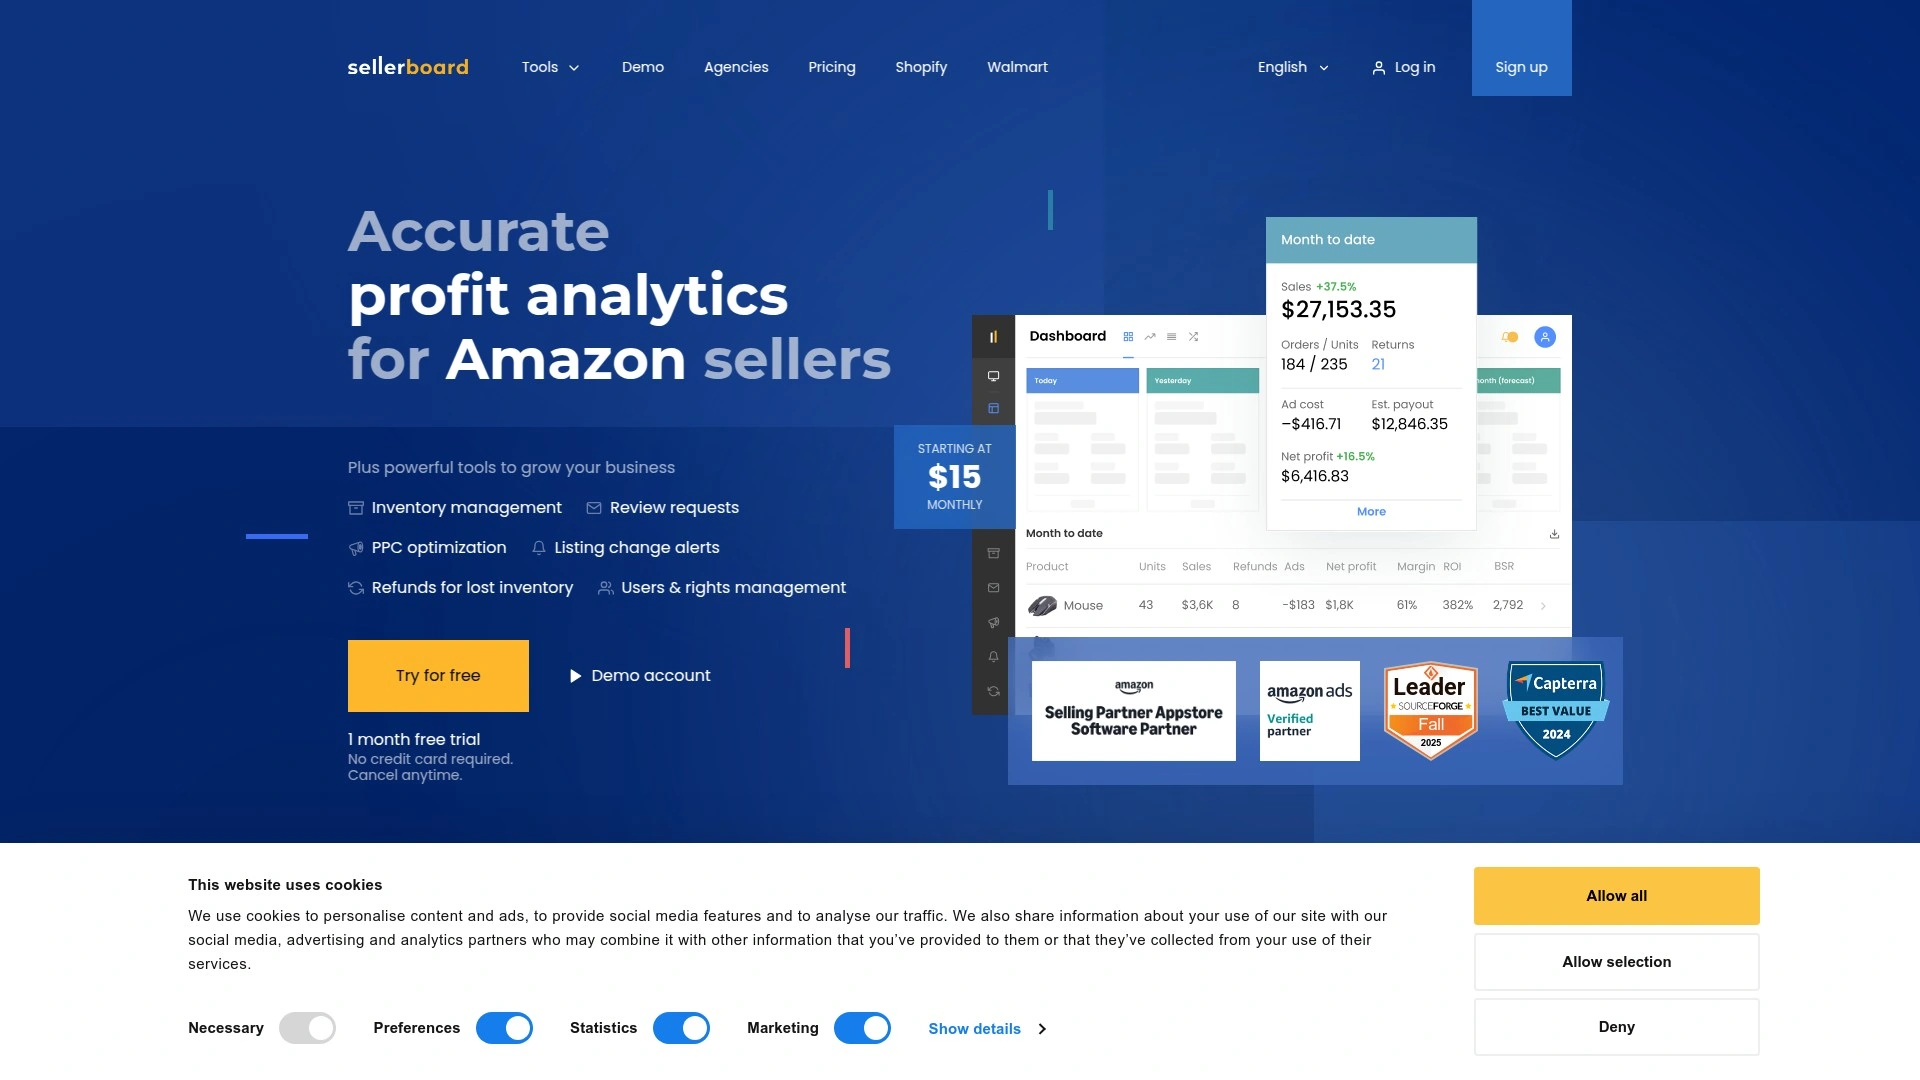 sellerboard
Tools
Demo
Agencies
Pricing
Shopify
Walmart
English
Log in
Sign up
Accurate
profit analytics
for Amazon sellers
Plus powerful tools to grow your business
Inventory management
Review requests
PPC optimization
Listing change alerts
Refunds for lost inventory
Users & rights management
Try for free
Demo account
1 month free trial
No credit card required.
Cancel anytime.
STARTING AT
$15
MONTHLY
Dashboard
Today
Yesterday
month (forecast)
Month to date
Sales +37.5%
$27,153.35
Orders / Units Returns
184 / 235 21
Ad cost Est. payout
−$416.71 $12,846.35
Net profit +16.5%
$6,416.83
More
Month to date
Product Units Sales Refunds Ads Net profit Margin ROI BSR
Mouse 43 $3,6K 8 -$183 $1,8K 61% 382% 2,792
amazon
Selling Partner Appstore
Software Partner
amazon ads
Verified
partner
Leader
SOURCEFORGE
Fall
2025
Capterra
BEST VALUE
2024
This website uses cookies
We use cookies to personalise content and ads, to provide social media features and to analyse our traffic. We also share information about your use of our site with our
social media, advertising and analytics partners who may combine it with other information that you've provided to them or that they've collected from your use of their
services.
Necessary
Preferences
Statistics
Marketing
Show details
Allow all
Allow selection
Deny